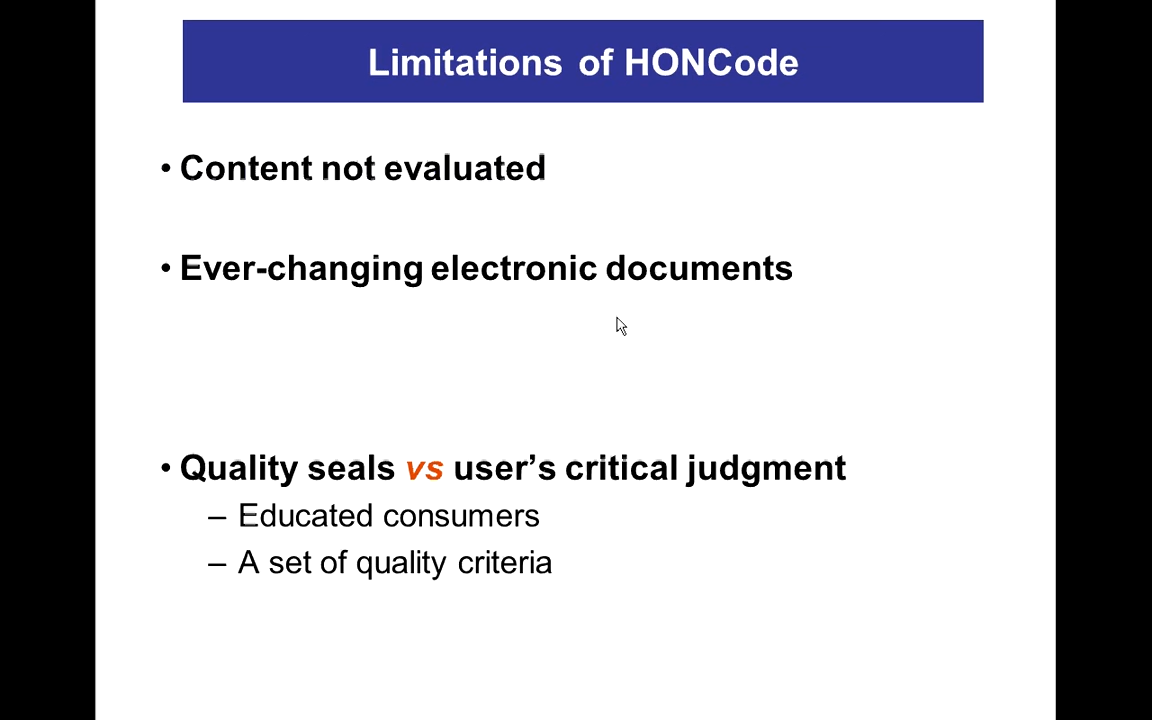 Limitations of HONCode
• Content not evaluated
• Ever-changing electronic documents
• Quality seals vs user’s critical judgment
– Educated consumers
– A set of quality criteria